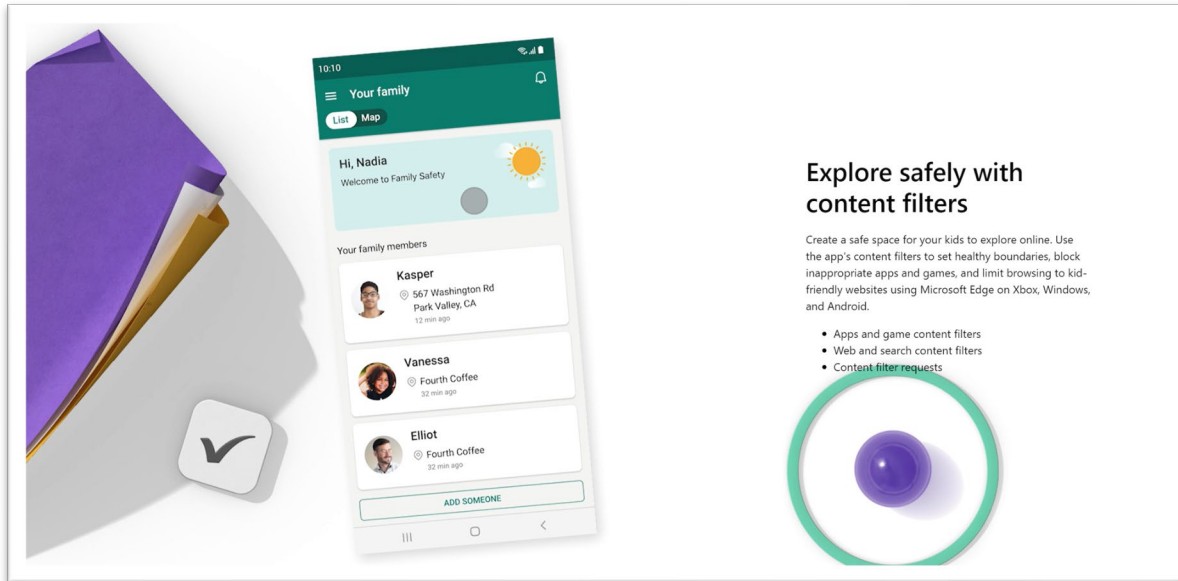 10:10
Your family
List Map
Hi, Nadia
Welcome to Family Safety
Your family members
Kasper
567 Washington Rd
Park Valley, CA
12 min ago
Vanessa
Fourth Coffee
32 min ago
Elliot
Fourth Coffee
32 min ago
ADD SOMEONE
Explore safely with
content filters
Create a safe space for your kids to explore online. Use
the app's content filters to set healthy boundaries, block
inappropriate apps and games, and limit browsing to kid-
friendly websites using Microsoft Edge on Xbox, Windows,
and Android.
• Apps and game content filters
• Web and search content filters
• Content filter requests